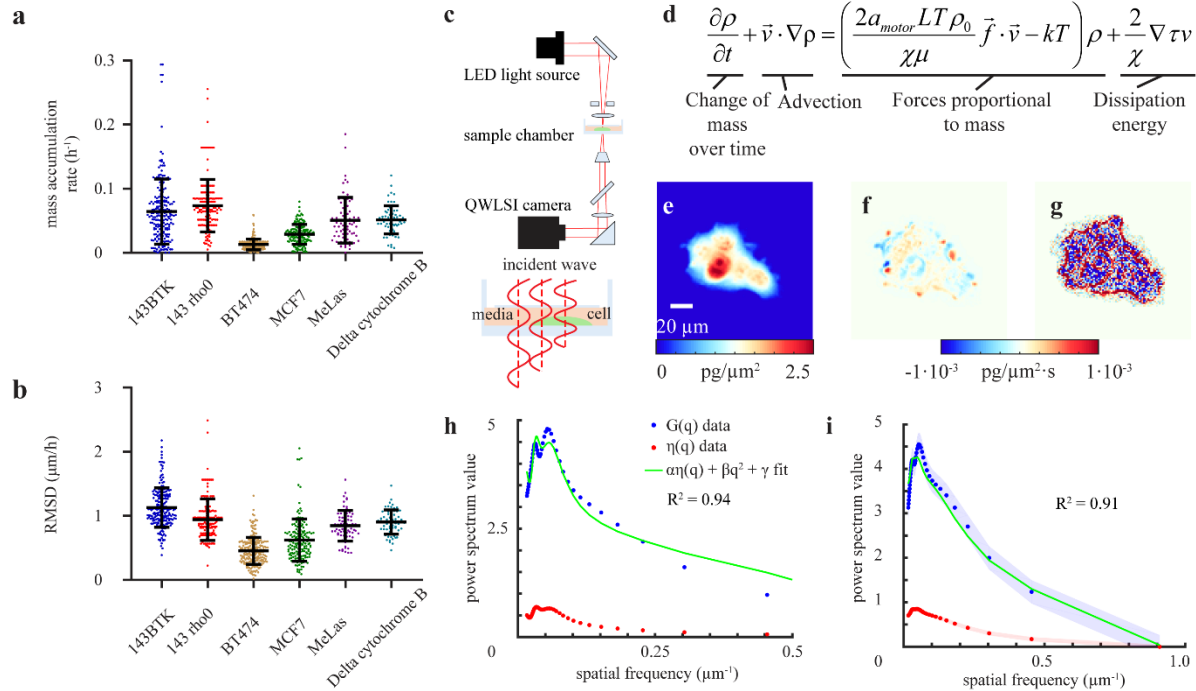 a
mass accumulation
rate (h⁻¹)
0.3
0.2
0.1
0
143BTK
143 rho0
BT474
MCF7
MeLas
Delta cytochrome B
b
RMSD (µm/h)
3
2
1
0
143BTK
143 rho0
BT474
MCF7
MeLas
Delta cytochrome B
c
LED light source
sample chamber
QWLSI camera
incident wave
media
cell
d
∂ρ/∂t + v⃗ · ∇ρ = (2a_motor LTρ₀/χµ f⃗ · v⃗ − kT) ρ + 2/χ ∇τv
Change of
mass
over time
Advection
Forces proportional
to mass
Dissipation
energy
e
20 µm
0 pg/µm² 2.5
f
g
-1·10⁻³ pg/µm²·s 1·10⁻³
h
power spectrum value
5
2.5
0
0.25
0.5
spatial frequency (µm⁻¹)
G(q) data
η(q) data
αη(q) + βq² + γ fit
R² = 0.94
i
power spectrum value
5
4
3
2
1
0
0.5
1.0
spatial frequency (µm⁻¹)
R² = 0.91